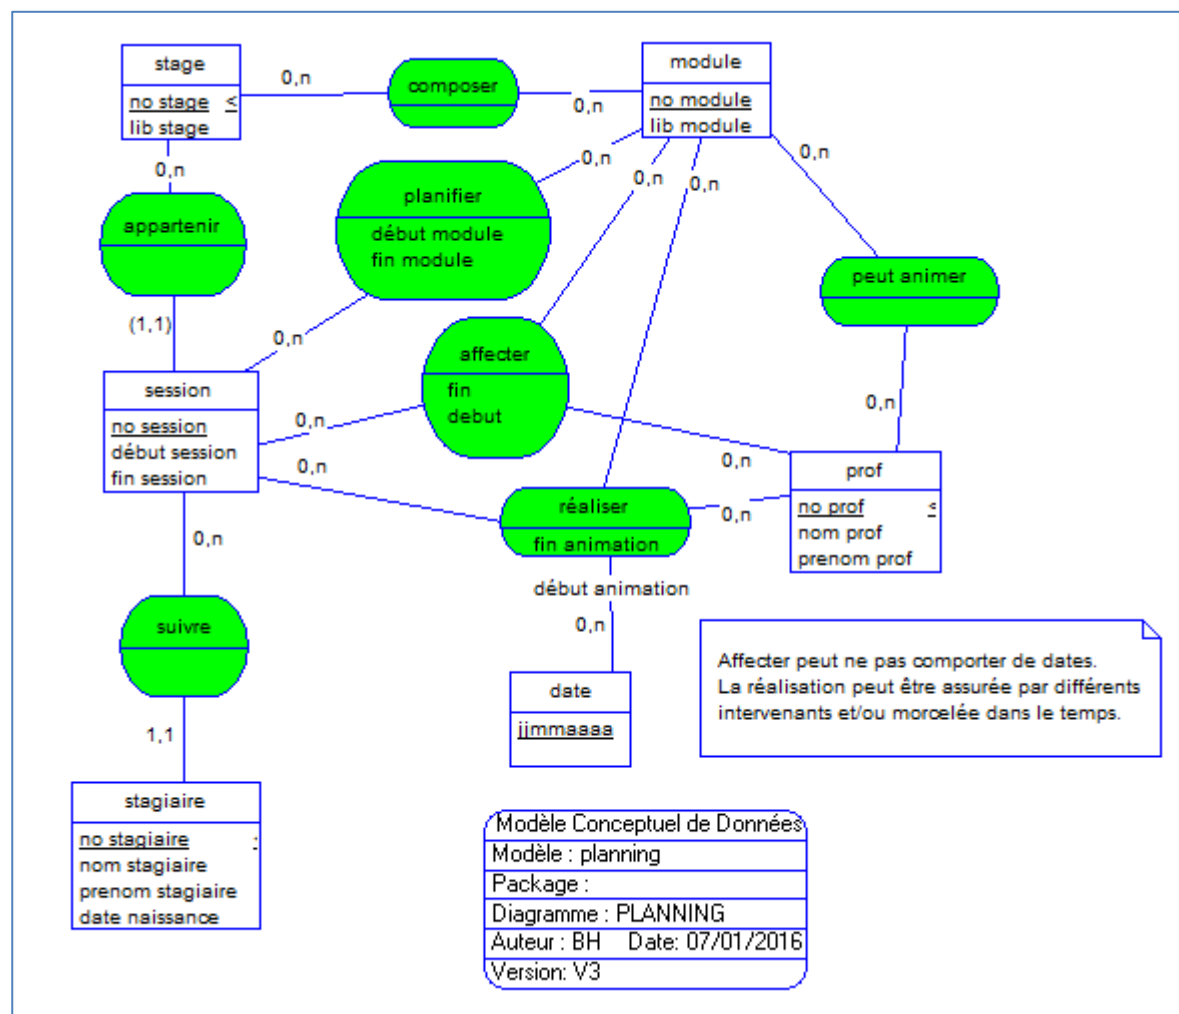 stage
no stage <
lib stage
0,n
composer
0,n
module
no module
lib module
0,n
appartenir
(1,1)
planifier
début module
fin module
0,n
0,n
0,n
0,n
0,n
peut animer
0,n
session
no session
début session
fin session
affecter
fin
debut
0,n
0,n
0,n
prof
no prof <
nom prof
prenom prof
réaliser
fin animation
0,n
début animation
0,n
date
jjmmaaaa
0,n
suivre
1,1
stagiaire
no stagiaire
nom stagiaire
prenom stagiaire
date naissance
Affecter peut ne pas comporter de dates.
La réalisation peut être assurée par différents
intervenants et/ou morcelée dans le temps.
Modèle Conceptuel de Données
Modèle : planning
Package :
Diagramme : PLANNING
Auteur : BH Date: 07/01/2016
Version: V3